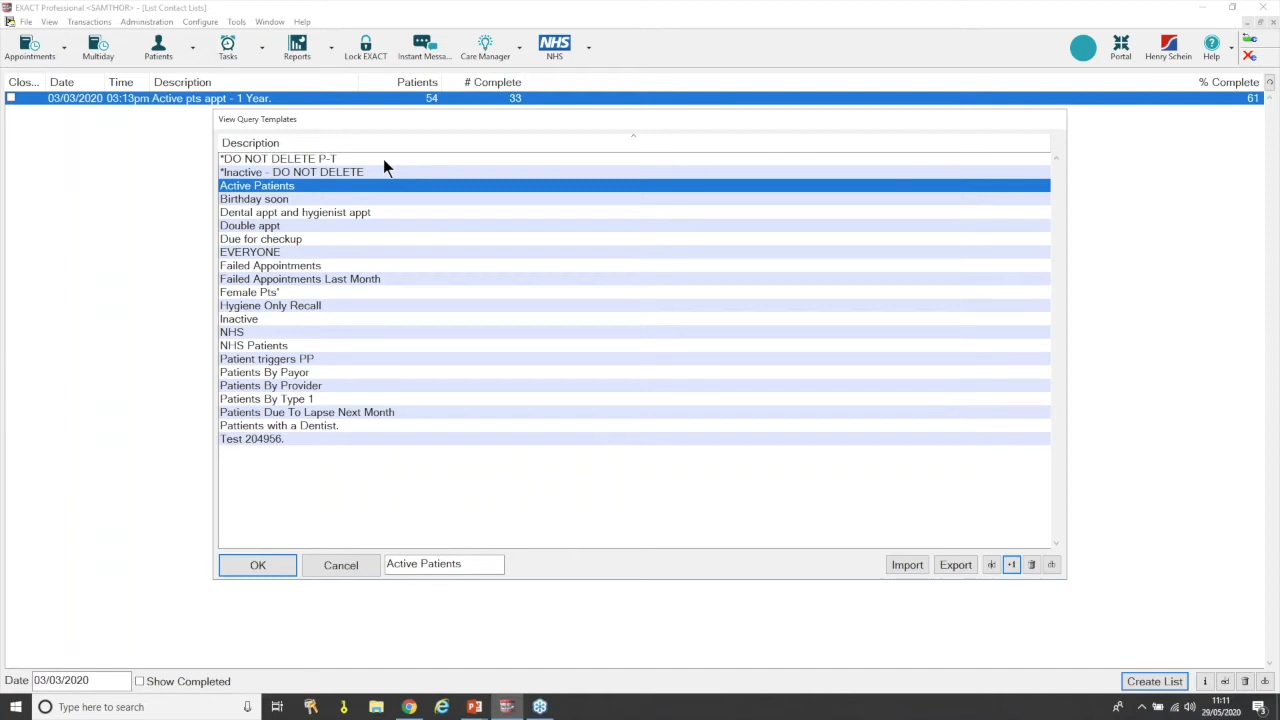 EXACT Professional <SAMTHOR> - [List Contact Lists]
File View Transactions Administration Configure Tools Window Help
Appointments Multiday Patients Tasks Reports Lock EXACT Instant Messa... Care Manager NHS NHS Portal Henry Schein Help
Clos... Date Time Description Patients # Complete % Complete
03/03/2020 03:13pm Active pts appt - 1 Year. 54 33 61
View Query Templates
Description
*DO NOT DELETE P-T
*Inactive - DO NOT DELETE
Active Patients
Birthday soon
Dental appt and hygienist appt
Double appt
Due for checkup
EVERYONE
Failed Appointments
Failed Appointments Last Month
Female Pts'
Hygiene Only Recall
Inactive
NHS
NHS Patients
Patient triggers PP
Patients By Payor
Patients By Provider
Patients By Type 1
Patients Due To Lapse Next Month
Pattients with a Dentist.
Test 204956.
OK Cancel Active Patients Import Export
Date 03/03/2020 Show Completed Create List
Type here to search 11:11
29/05/2020